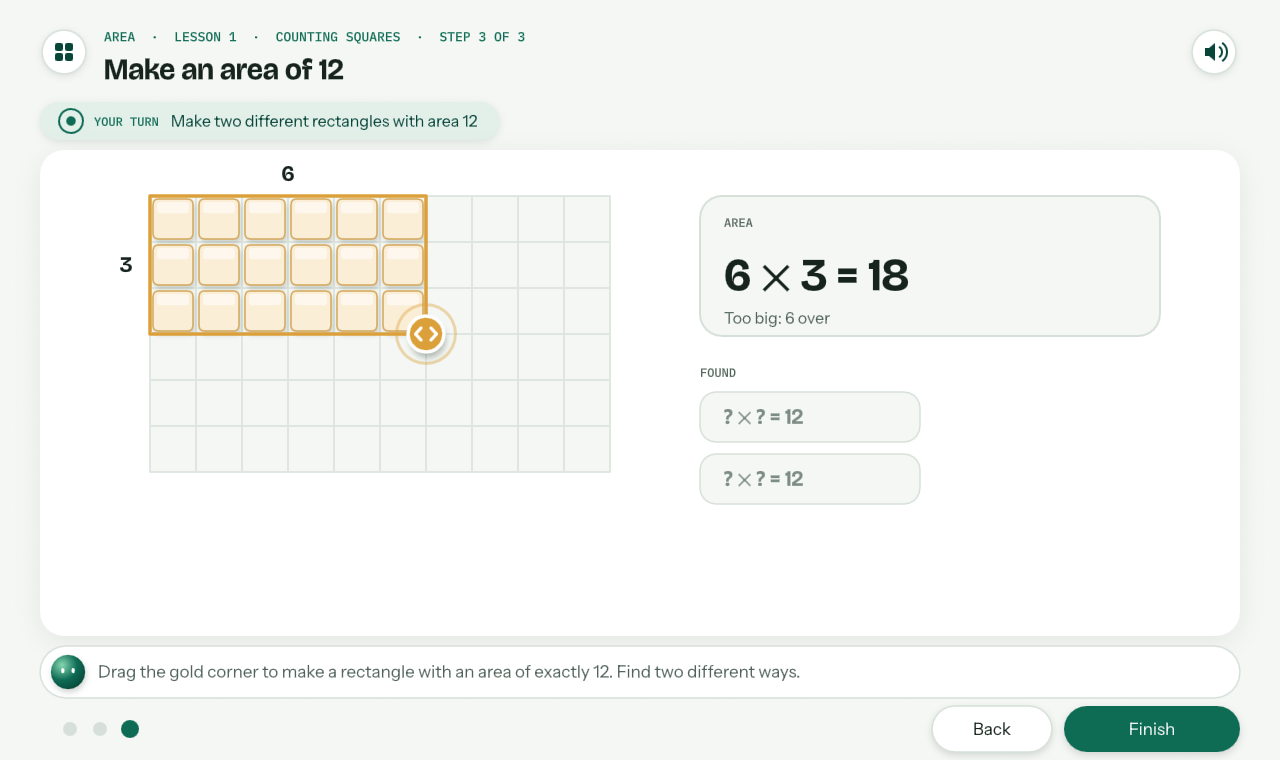 AREA · LESSON 1 · COUNTING SQUARES · STEP 3 OF 3
Make an area of 12
YOUR TURN Make two different rectangles with area 12
6
3
AREA
6 × 3 = 18
Too big: 6 over
FOUND
? × ? = 12
? × ? = 12
Drag the gold corner to make a rectangle with an area of exactly 12. Find two different ways.
Back
Finish